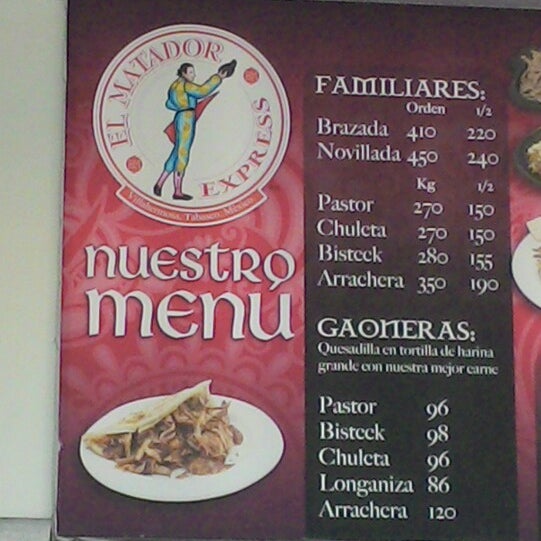 EL MATADOR
EXPRESS
Villahermosa, Tabasco, México
nuestro
menú
FAMILIARES:
Orden 1/2
Brazada 410 220
Novillada 450 240
Kg 1/2
Pastor 270 150
Chuleta 270 150
Bisteck 280 155
Arrachera 350 190
GAONERAS:
Quesadilla en tortilla de harina
grande con nuestra mejor carne
Pastor 96
Bisteck 98
Chuleta 96
Longaniza 86
Arrachera 120